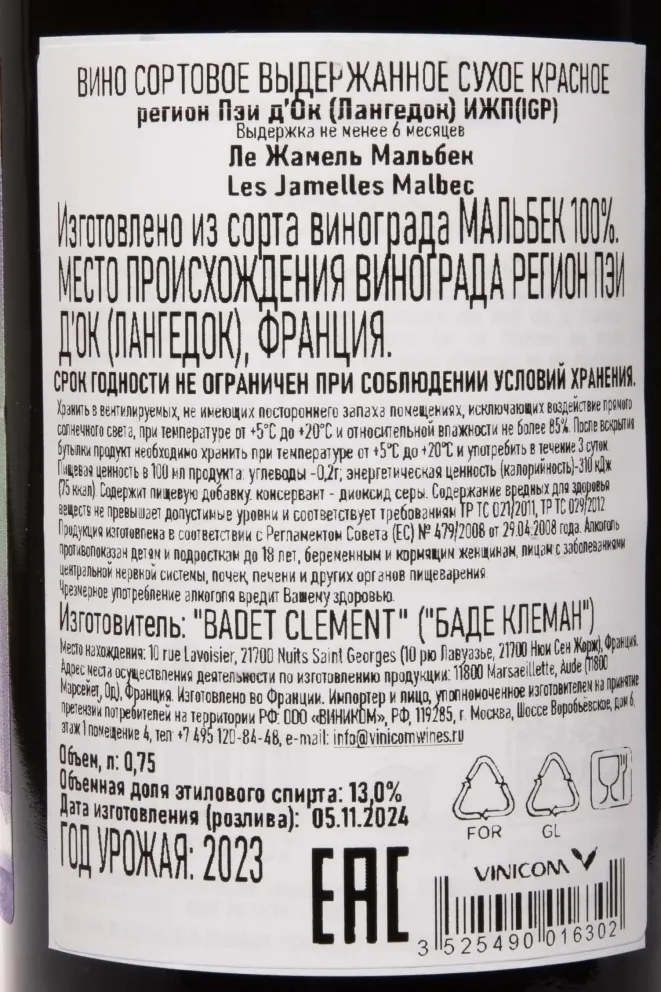 ВИНО СОРТОВОЕ ВЫДЕРЖАННОЕ СУХОЕ КРАСНОЕ
регион Пэи д'Ок (Лангедок) ИЖП(IGP)
Выдержка не менее 6 месяцев
Ле Жамель Мальбек
Les Jamelles Malbec
Изготовлено из сорта винограда МАЛЬБЕК 100%.
МЕСТО ПРОИСХОЖДЕНИЯ ВИНОГРАДА РЕГИОН ПЭИ
Д'ОК (ЛАНГЕДОК), ФРАНЦИЯ.
СРОК ГОДНОСТИ НЕ ОГРАНИЧЕН ПРИ СОБЛЮДЕНИИ УСЛОВИЙ ХРАНЕНИЯ.
Хранить в вентилируемых, не имеющих постороннего запаха помещениях, исключающих воздействие прямого
солнечного света, при температуре от +5°С до +20°С и относительной влажности не более 85%. После вскрытия
бутылки продукт необходимо хранить при температуре от +5°С до +20°С и употребить в течение 3 суток.
Пищевая ценность в 100 мл продукта: углеводы -0,2г; энергетическая ценность (калорийность)-310 кДж
(75 ккал). Содержит пищевую добавку: консервант - диоксид серы. Содержание вредных для здоровья
веществ не превышает допустимые уровни и соответствует требованиям ТР ТС 021/2011, ТР ТС 029/2012
Продукция изготовлена в соответствии с Регламентом Совета (ЕС) № 479/2008 от 29.04.2008 года. Алкоголь
противопоказан детям и подросткам до 18 лет, беременным и кормящим женщинам, лицам с заболеваниями
центральной нервной системы, почек, печени и других органов пищеварения.
Чрезмерное употребление алкоголя вредит Вашему здоровью.
Изготовитель: "BADET CLEMENT" ("БАДЕ КЛЕМАН")
Место нахождения: 10 rue Lavoisier, 21700 Nuits Saint Georges (10 рю Лавуазье, 21700 Нюи Сен Жорж), Франция.
Адрес места осуществления деятельности по изготовлению продукции: 11800 Marsaeillette, Aude (11800
Марсейет, Од), Франция. Изготовлено во Франции. Импортер и лицо, уполномоченное изготовителем на принятие
претензии потребителей на территории РФ: ООО «ВИНИКОМ», РФ, 119285, г. Москва, Шоссе Воробьёвское, дом 6,
этаж 1 помещение 4, тел: +7 495 120-84-48, e-mail: info@vinicomwines.ru
Объем, л: 0,75
Объемная доля этилового спирта: 13,0%
Дата изготовления (розлива): 05.11.2024
ГОД УРОЖАЯ: 2023
FOR GL
EAC
VINICOM
3 525490 016302